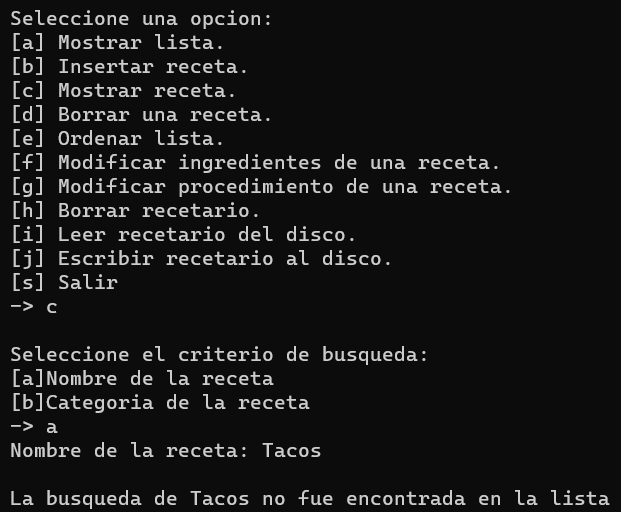 Seleccione una opcion:
[a] Mostrar lista.
[b] Insertar receta.
[c] Mostrar receta.
[d] Borrar una receta.
[e] Ordenar lista.
[f] Modificar ingredientes de una receta.
[g] Modificar procedimiento de una receta.
[h] Borrar recetario.
[i] Leer recetario del disco.
[j] Escribir recetario al disco.
[s] Salir
-> c
Seleccione el criterio de busqueda:
[a]Nombre de la receta
[b]Categoria de la receta
-> a
Nombre de la receta: Tacos
La busqueda de Tacos no fue encontrada en la lista